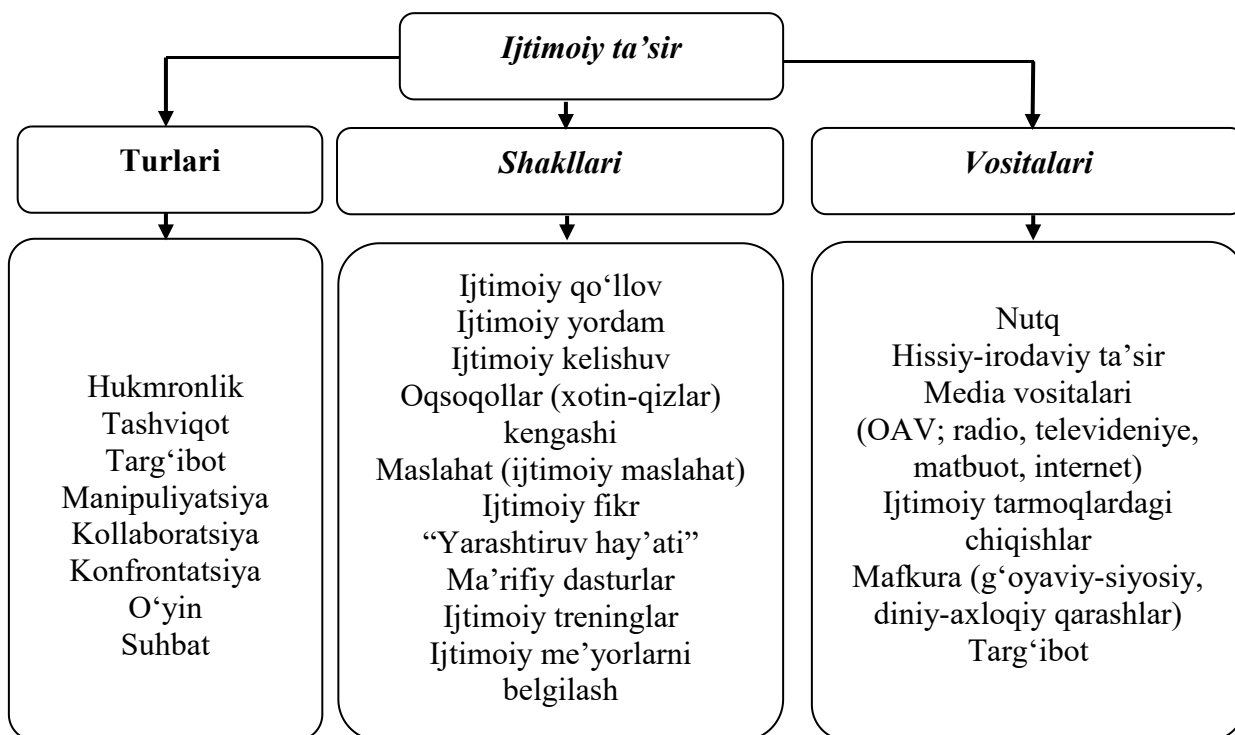 Ijtimoiy ta’sir
Turlari
Shakllari
Vositalari
Hukmronlik
Tashviqot
Targ‘ibot
Manipuliyatsiya
Kollaboratsiya
Konfrontatsiya
O‘yin
Suhbat
Ijtimoiy qo‘llov
Ijtimoiy yordam
Ijtimoiy kelishuv
Oqsoqollar (xotin-qizlar)
kengashi
Maslahat (ijtimoiy maslahat)
Ijtimoiy fikr
“Yarashtiruv hay’ati”
Ma’rifiy dasturlar
Ijtimoiy treninglar
Ijtimoiy me’yorlarni
belgilash
Nutq
Hissiy-irodaviy ta’sir
Media vositalari
(OAV; radio, televideniye,
matbuot, internet)
Ijtimoiy tarmoqlardagi
chiqishlar
Mafkura (g‘oyaviy-siyosiy,
diniy-axloqiy qarashlar)
Targ‘ibot